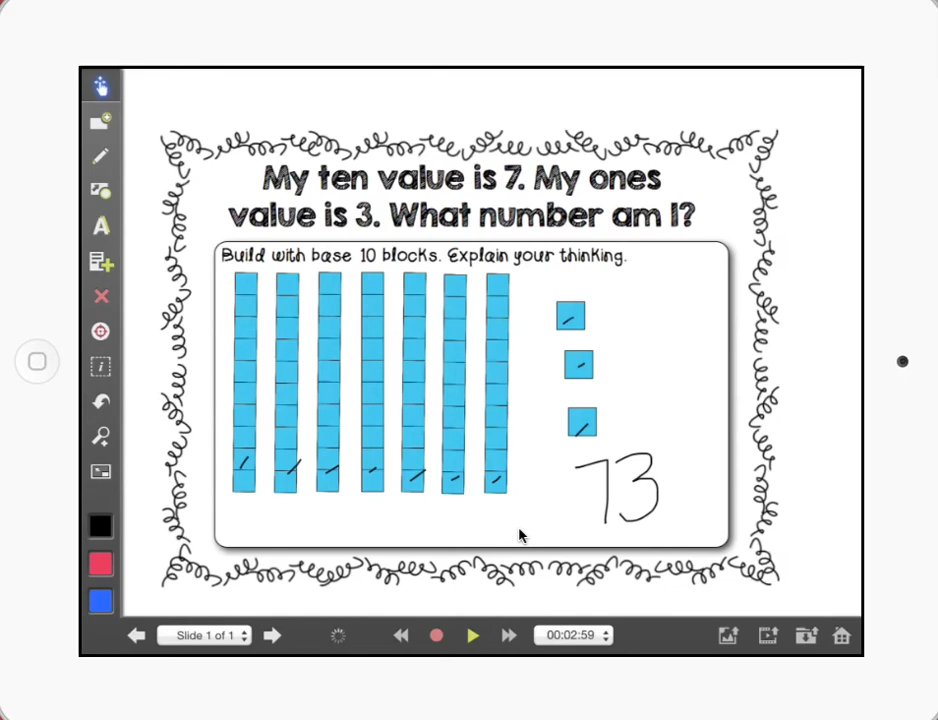 My ten value is 7. My ones
value is 3. What number am I?
Build with base 10 blocks. Explain your thinking.
73
A
i
Slide 1 of 1
00:02:59